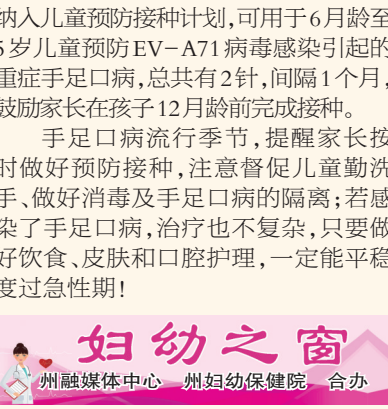 纳入儿童预防接种计划,可用于6月龄至
5岁儿童预防EV-A71病毒感染引起的
重症手足口病,总共有2针,间隔1个月,
鼓励家长在孩子12月龄前完成接种。
手足口病流行季节,提醒家长按
时做好预防接种,注意督促儿童勤洗
手、做好消毒及手足口病的隔离;若感
染了手足口病,治疗也不复杂,只要做
好饮食、皮肤和口腔护理,一定能平稳
度过急性期!
妇幼之窗
州融媒体中心 州妇幼保健院 合办